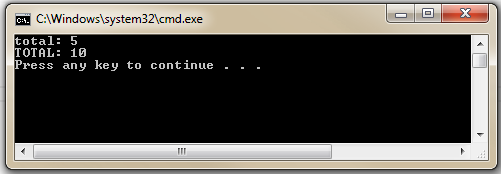 C:\Windows\system32\cmd.exe
total: 5
TOTAL: 10
Press any key to continue . . .